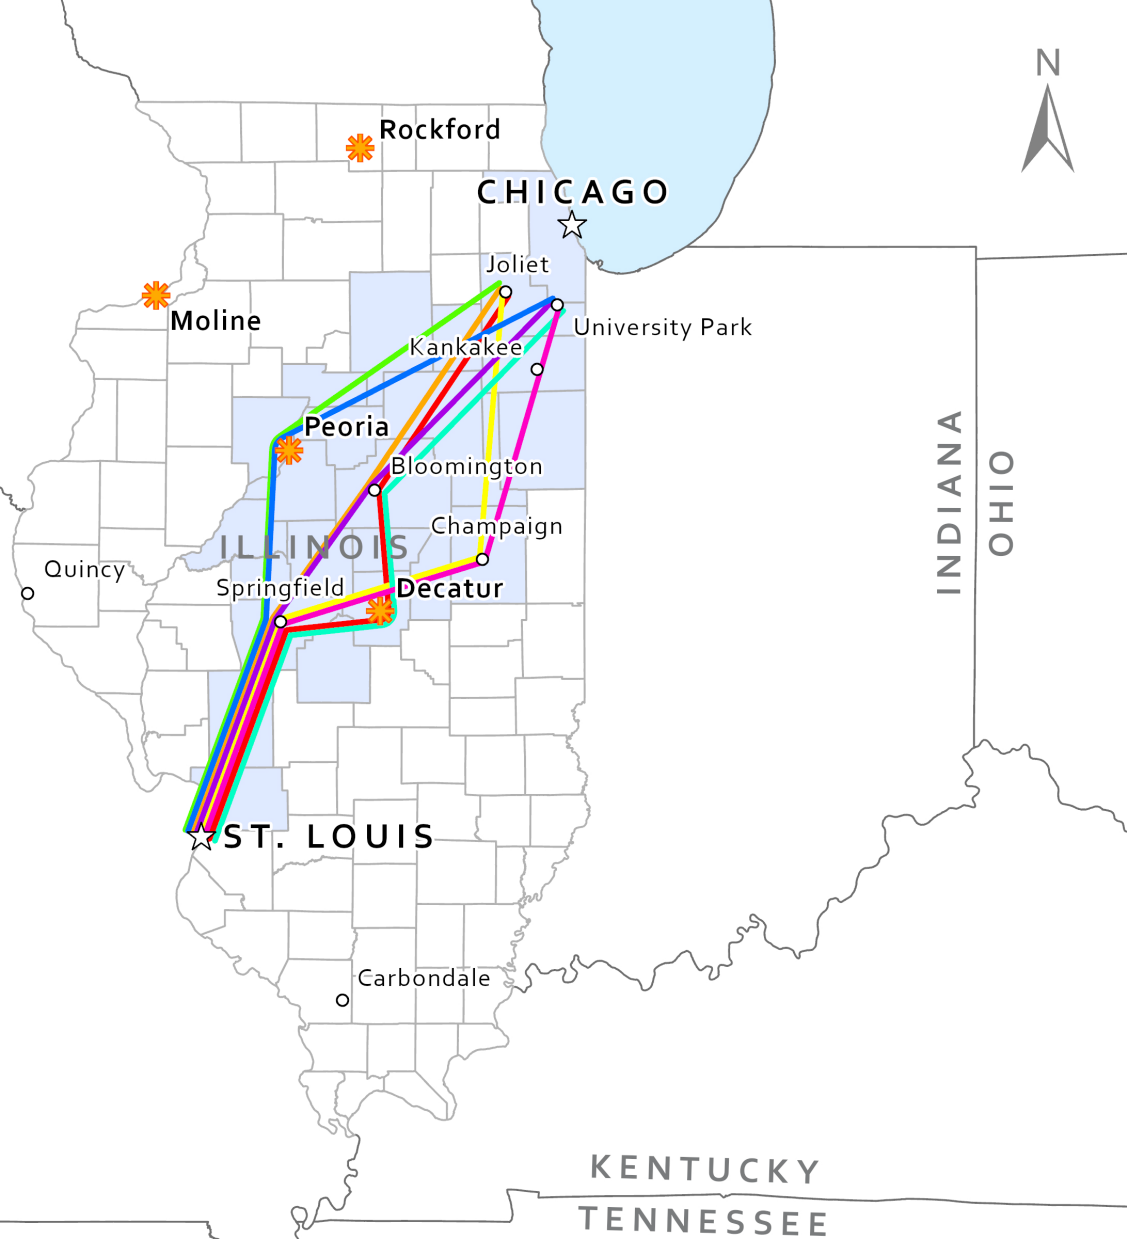 N
Rockford
CHICAGO
Joliet
Moline
University Park
Kankakee
Peoria
Bloomington
INDIANA
OHIO
Champaign
ILLINOIS
Quincy
Springfield
Decatur
ST. LOUIS
Carbondale
KENTUCKY
TENNESSEE